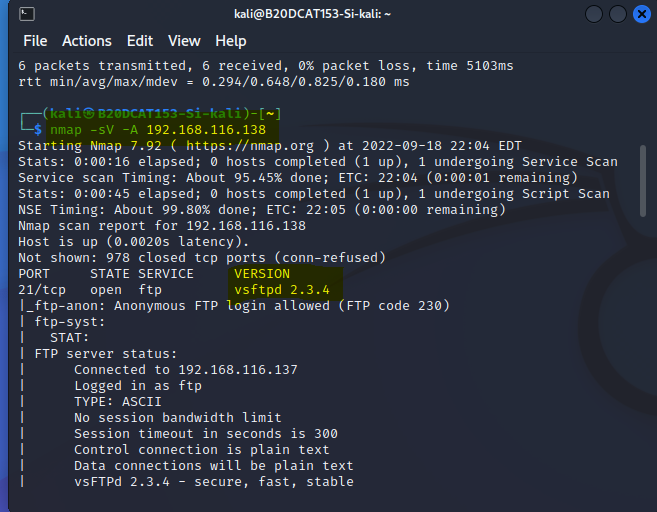 kali@B20DCAT153-Si-kali: ~
File Actions Edit View Help
6 packets transmitted, 6 received, 0% packet loss, time 5103ms
rtt min/avg/max/mdev = 0.294/0.648/0.825/0.180 ms
┌──(kali㉿B20DCAT153-Si-kali)-[~]
└─$ nmap -sV -A 192.168.116.138
Starting Nmap 7.92 ( https://nmap.org ) at 2022-09-18 22:04 EDT
Stats: 0:00:16 elapsed; 0 hosts completed (1 up), 1 undergoing Service Scan
Service scan Timing: About 95.45% done; ETC: 22:04 (0:00:01 remaining)
Stats: 0:00:45 elapsed; 0 hosts completed (1 up), 1 undergoing Script Scan
NSE Timing: About 99.80% done; ETC: 22:05 (0:00:00 remaining)
Nmap scan report for 192.168.116.138
Host is up (0.0020s latency).
Not shown: 978 closed tcp ports (conn-refused)
PORT     STATE SERVICE     VERSION
21/tcp   open  ftp         vsftpd 2.3.4
|_ftp-anon: Anonymous FTP login allowed (FTP code 230)
| ftp-syst:
|   STAT:
| FTP server status:
|      Connected to 192.168.116.137
|      Logged in as ftp
|      TYPE: ASCII
|      No session bandwidth limit
|      Session timeout in seconds is 300
|      Control connection is plain text
|      Data connections will be plain text
|      vsFTPd 2.3.4 - secure, fast, stable